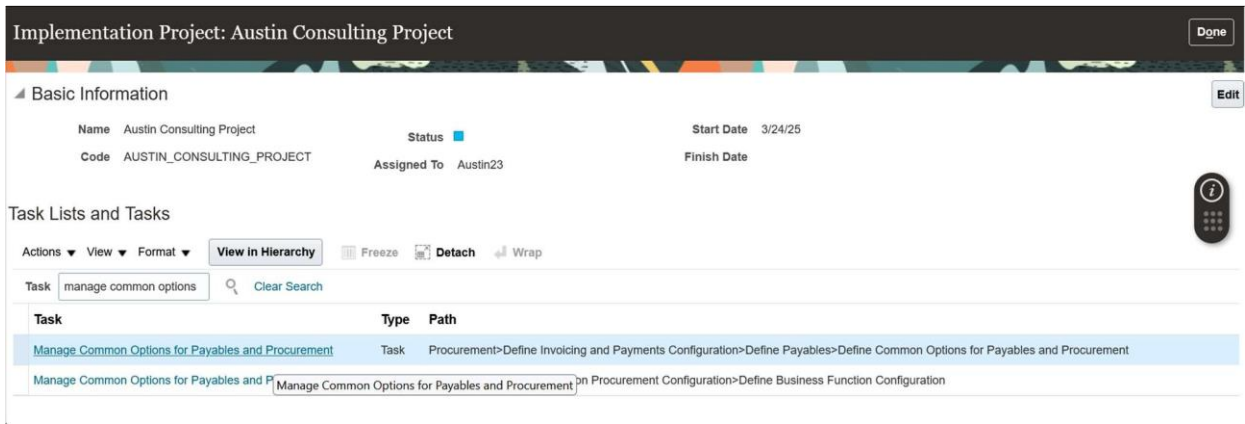 Implementation Project: Austin Consulting Project
Done
Basic Information
Edit
Name Austin Consulting Project Status Start Date 3/24/25
Code AUSTIN_CONSULTING_PROJECT Assigned To Austin23 Finish Date
Task Lists and Tasks
Actions View Format View in Hierarchy Freeze Detach Wrap
Task manage common options Clear Search
Task Type Path
Manage Common Options for Payables and Procurement Task Procurement>Define Invoicing and Payments Configuration>Define Payables>Define Common Options for Payables and Procurement
Manage Common Options for Payables and Procurement Configuration>Define Business Function Configuration
Manage Common Options for Payables and Procurement